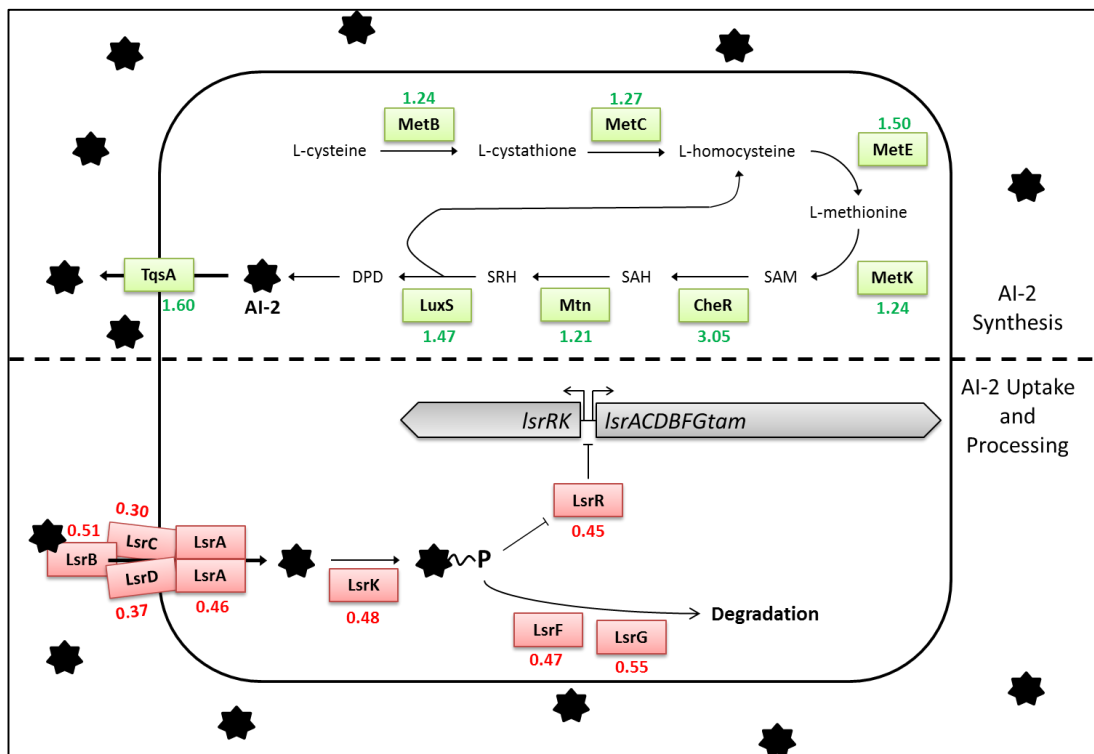 1.24
MetB
1.27
MetC
1.50
MetE
L-cysteine
L-cystathione
L-homocysteine
L-methionine
TqsA
1.60
AI-2
DPD
SRH
SAH
SAM
LuxS
1.47
Mtn
1.21
CheR
3.05
MetK
1.24
AI-2
Synthesis
AI-2 Uptake
and
Processing
lsrRK
lsrACDBFGtam
LsrR
0.45
0.30
0.51
LsrC
LsrA
LsrB
LsrD
LsrA
0.37
0.46
LsrK
0.48
P
Degradation
LsrF
0.47
LsrG
0.55